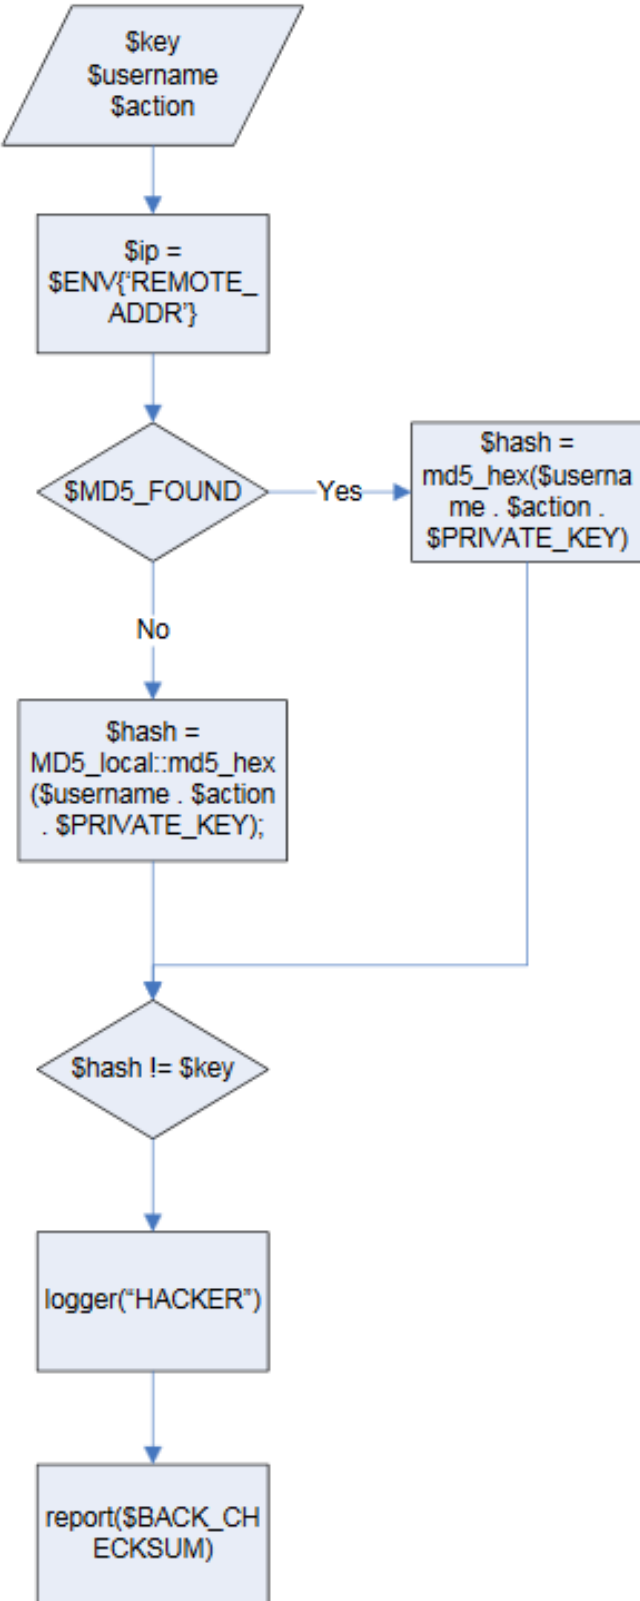 $key
$username
$action
$ip =
$ENV{‘REMOTE_
ADDR’}
$MD5_FOUND
Yes
$hash =
md5_hex($userna
me . $action .
$PRIVATE_KEY)
No
$hash =
MD5_local::md5_hex
($username . $action
. $PRIVATE_KEY);
$hash != $key
logger(“HACKER”)
report($BACK_CH
ECKSUM)